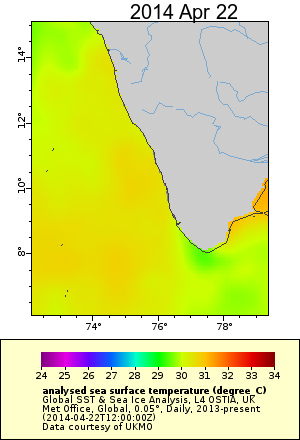 2014 Apr 22
14°
12°
10°
8°
74° 76° 78°
24 25 26 27 28 29 30 31 32 33 34
analysed sea surface temperature (degree_C)
Global SST & Sea Ice Analysis, L4 OSTIA, UK
Met Office, Global, 0.05°, Daily, 2013-present
(2014-04-22T12:00:00Z)
Data courtesy of UKMO